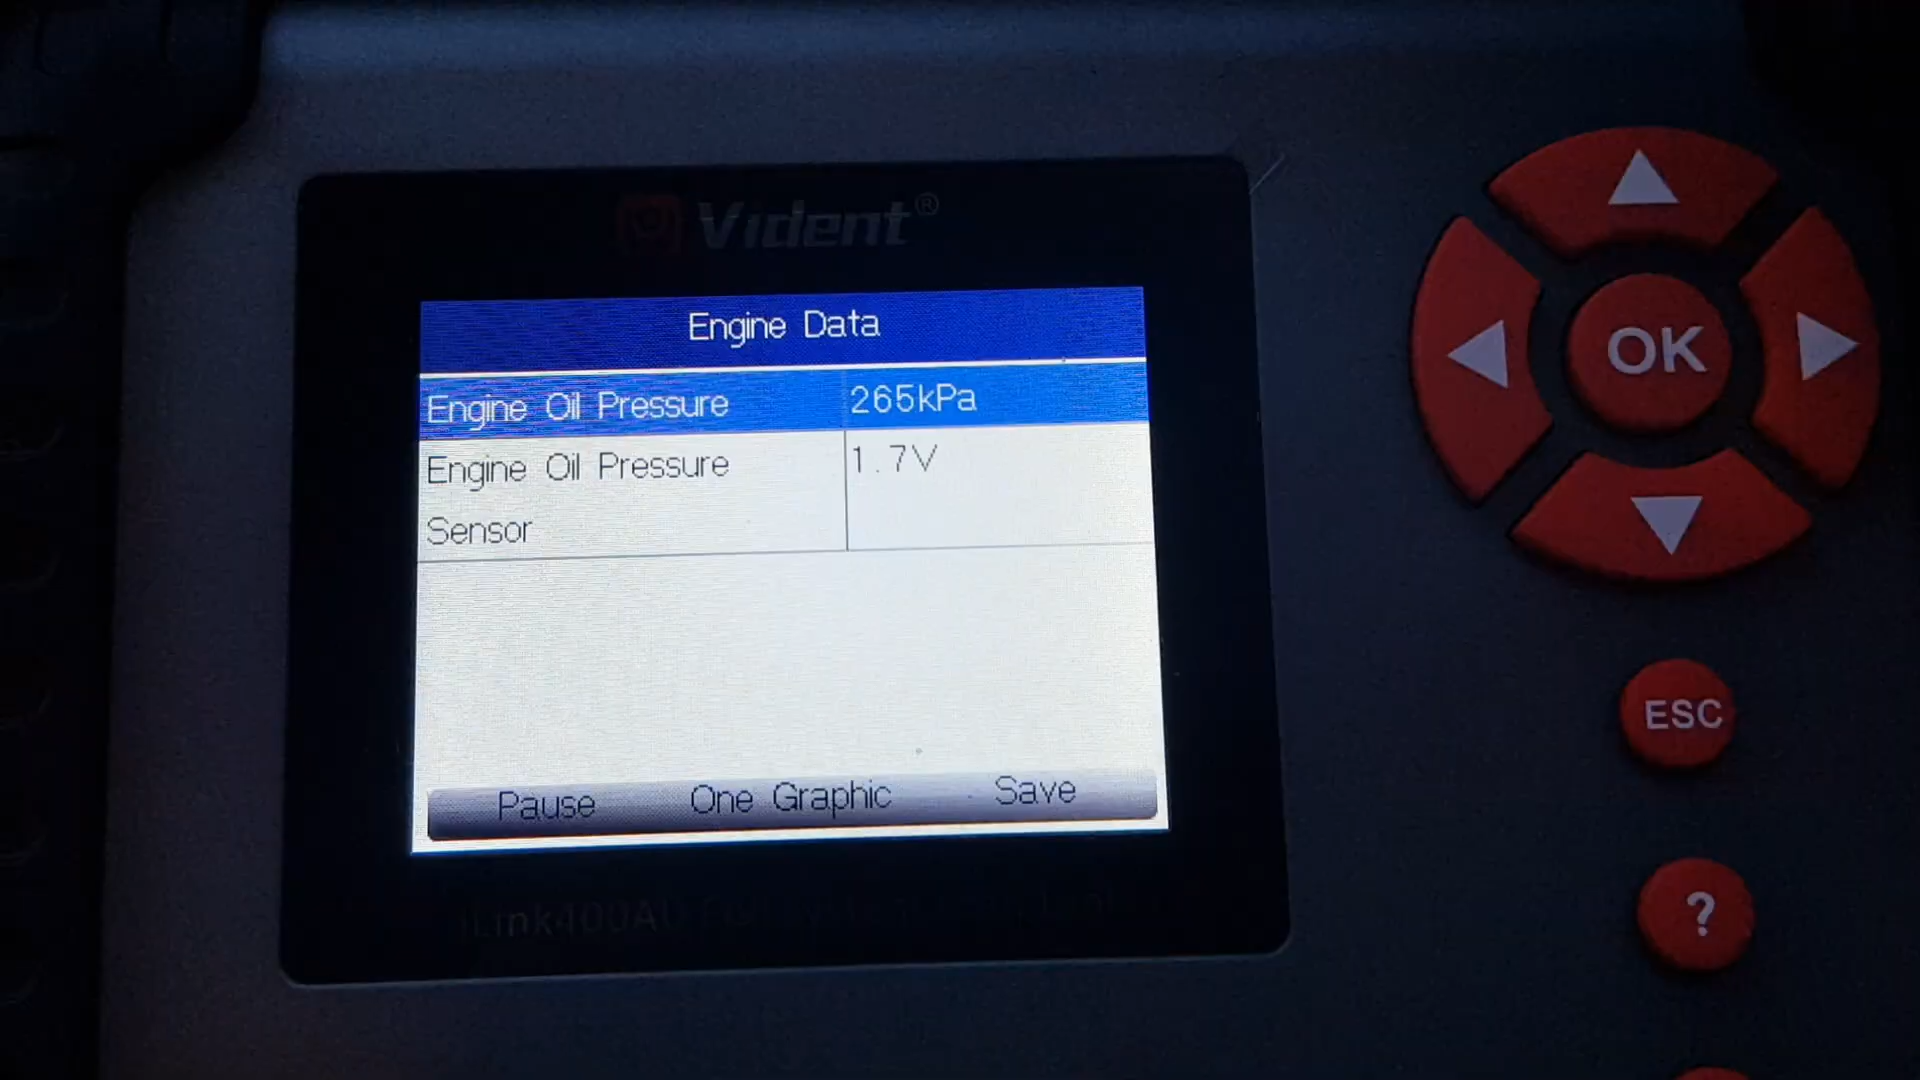 Vident®
Engine Data
Engine Oil Pressure 265kPa
Engine Oil Pressure 1.7V
Sensor
Pause One Graphic Save
OK
ESC
?